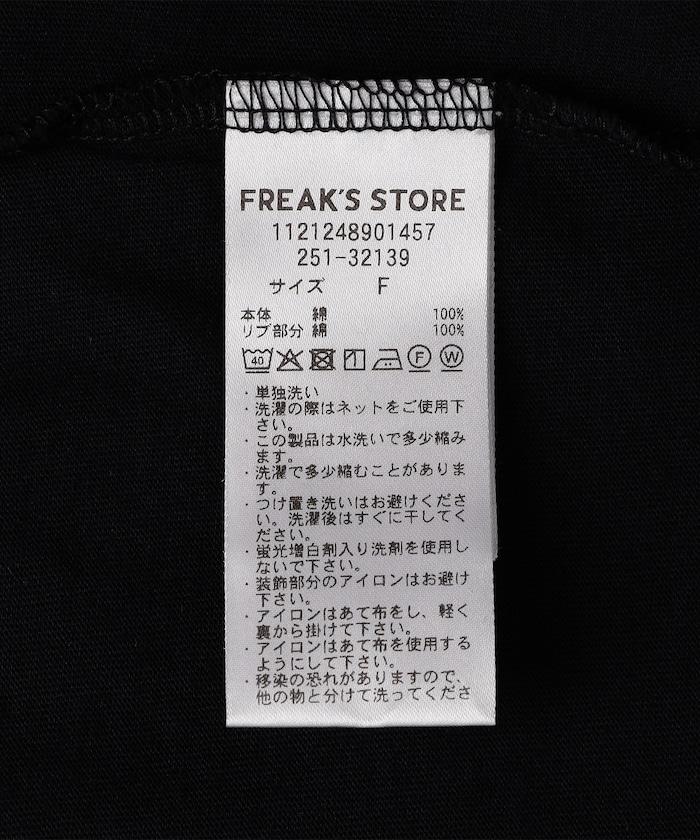 FREAK'S STORE
1121248901457
251-32139
サイズ F
本体 綿 100%
リブ部分 綿 100%
40 F W
・単独洗い
・洗濯の際はネットをご使用下
さい。
・この製品は水洗いで多少縮み
ます。
・洗濯で多少縮むことがありま
す。
・つけ置き洗いはお避けくださ
い。洗濯後はすぐに干してく
ださい。
・蛍光増白剤入り洗剤を使用し
ないで下さい。
・装飾部分のアイロンはお避け
下さい。
・アイロンはあて布をし、軽く
裏から掛けて下さい。
・アイロンはあて布を使用する
ようにして下さい。
・移染の恐れがありますので、
他の物と分けて洗ってくださ